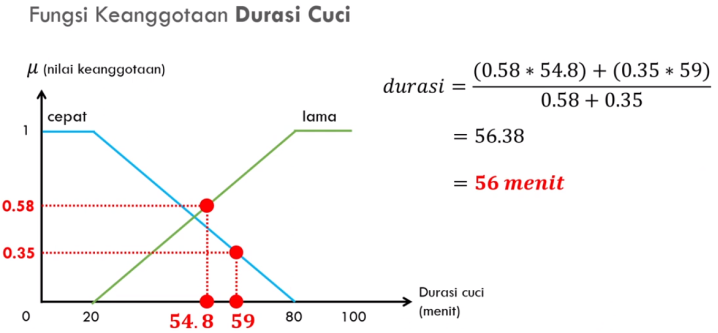 Fungsi Keanggotaan Durasi Cuci
μ (nilai keanggotaan)
cepat
lama
1
0.58
0.35
0
20
54.8
59
80
100
Durasi cuci
(menit)
durasi = \frac{(0.58 * 54.8) + (0.35 * 59)}{0.58 + 0.35}
= 56.38
= 56 menit